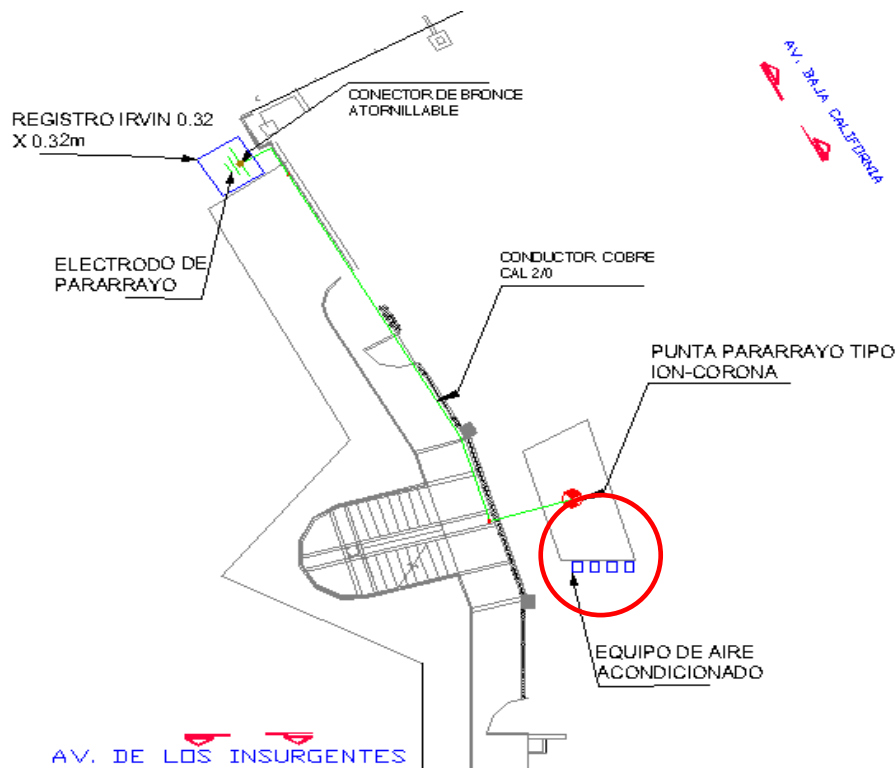 CONECTOR DE BRONCE
ATORNILLABLE
REGISTRO IRVIN 0.32
X 0.32m
AV. BAJA CALIFORNIA
ELECTRODO DE
PARARRAYO
CONDUCTOR COBRE
CAL 2/0
PUNTA PARARRAYO TIPO
ION-CORONA
EQUIPO DE AIRE
ACONDICIONADO
AV. DE LOS INSURGENTES